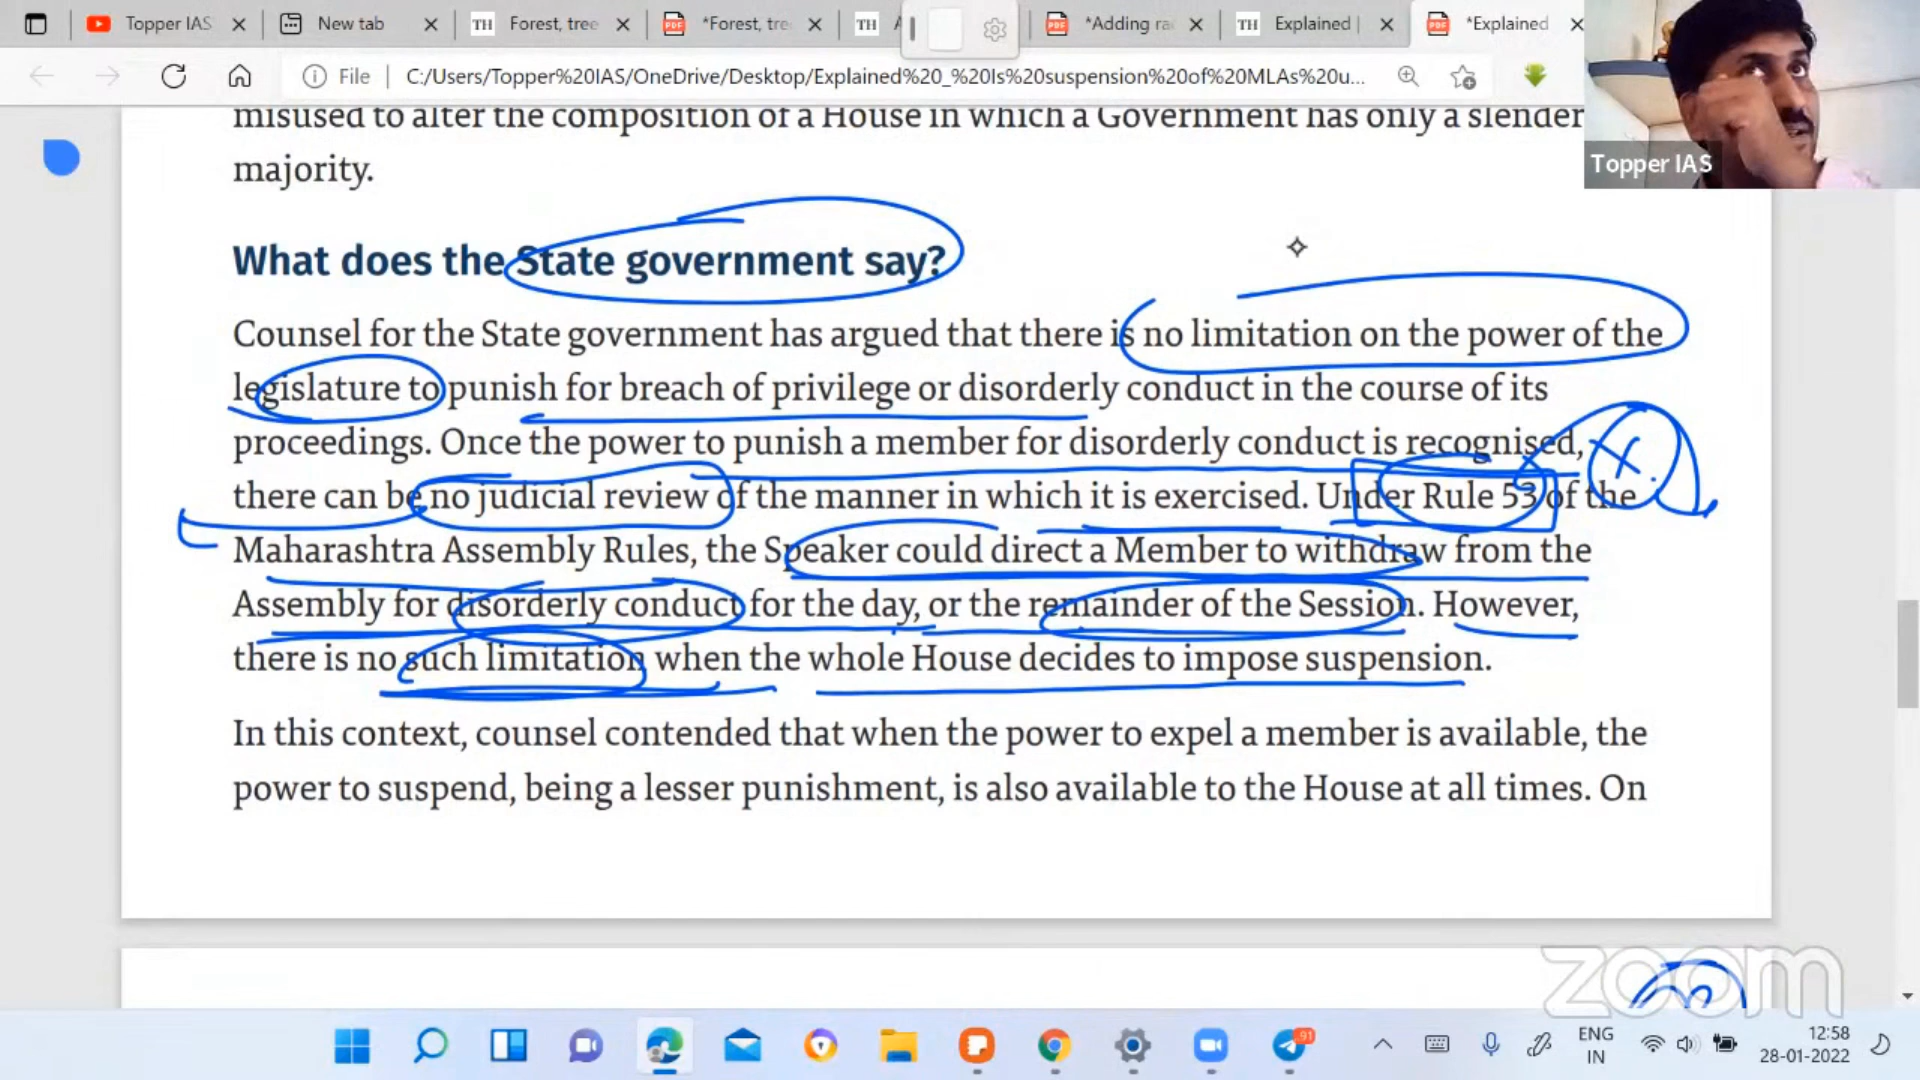 Topper IAS
New tab
Forest, tree
*Forest, tre
*Adding ra
Explained |
*Explained
File
C:/Users/Topper%20IAS/OneDrive/Desktop/Explained%20_%20Is%20suspension%20of%20MLAs%20u...
Topper IAS
misused to alter the composition of a House in which a Government has only a slender
majority.
What does the State government say?
Counsel for the State government has argued that there is no limitation on the power of the
legislature to punish for breach of privilege or disorderly conduct in the course of its
proceedings. Once the power to punish a member for disorderly conduct is recognised,
there can be no judicial review of the manner in which it is exercised. Under Rule 53 of the
Maharashtra Assembly Rules, the Speaker could direct a Member to withdraw from the
Assembly for disorderly conduct for the day, or the remainder of the Session. However,
there is no such limitation when the whole House decides to impose suspension.
In this context, counsel contended that when the power to expel a member is available, the
power to suspend, being a lesser punishment, is also available to the House at all times. On
zoom
91
ENG
IN
12:58
28-01-2022